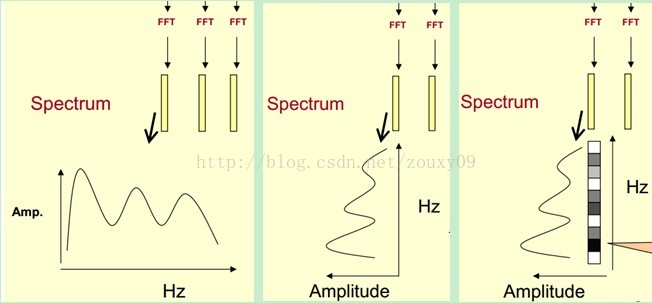 FFT FFT FFT
Spectrum
Amp.
Hz
FFT FFT
Spectrum
Hz
Amplitude
FFT FFT
Spectrum
Hz
Amplitude
http://blog.csdn.net/zouxy09